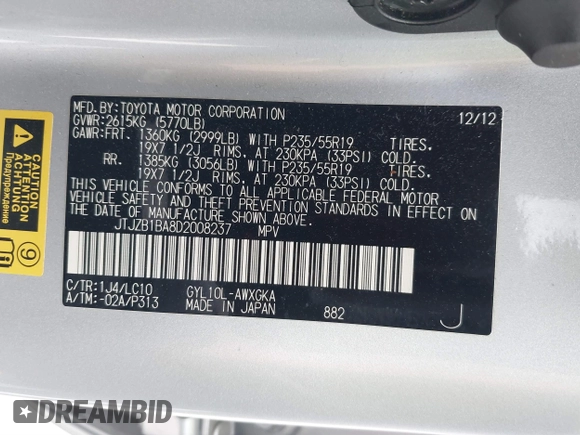 MFD.BY:TOYOTA MOTOR CORPORATION 12/12
GVWR:2615KG (5770LB)
GAWR:FRT. 1360KG (2999LB) WITH P235/55R19 TIRES.
19X7 1/2J RIMS, AT 230KPA (33PSI) COLD.
RR. 1385KG (3056LB) WITH P235/55R19 TIRES.
19X7 1/2J RIMS, AT 230KPA (33PSI) COLD.
THIS VEHICLE CONFORMS TO ALL APPLICABLE FEDERAL MOTOR
VEHICLE SAFETY AND THEFT PREVENTION STANDARDS IN EFFECT ON
THE DATE OF MANUFACTURE SHOWN ABOVE.
JTJZB1BA8D2008237 MPV
C/TR:1J4/LC10 GYL10L-AWXGKA
A/TM:-02A/P313 MADE IN JAPAN 882 J
ATTENTION
ACHTUNG
Предупреждение
9
DREAMBID